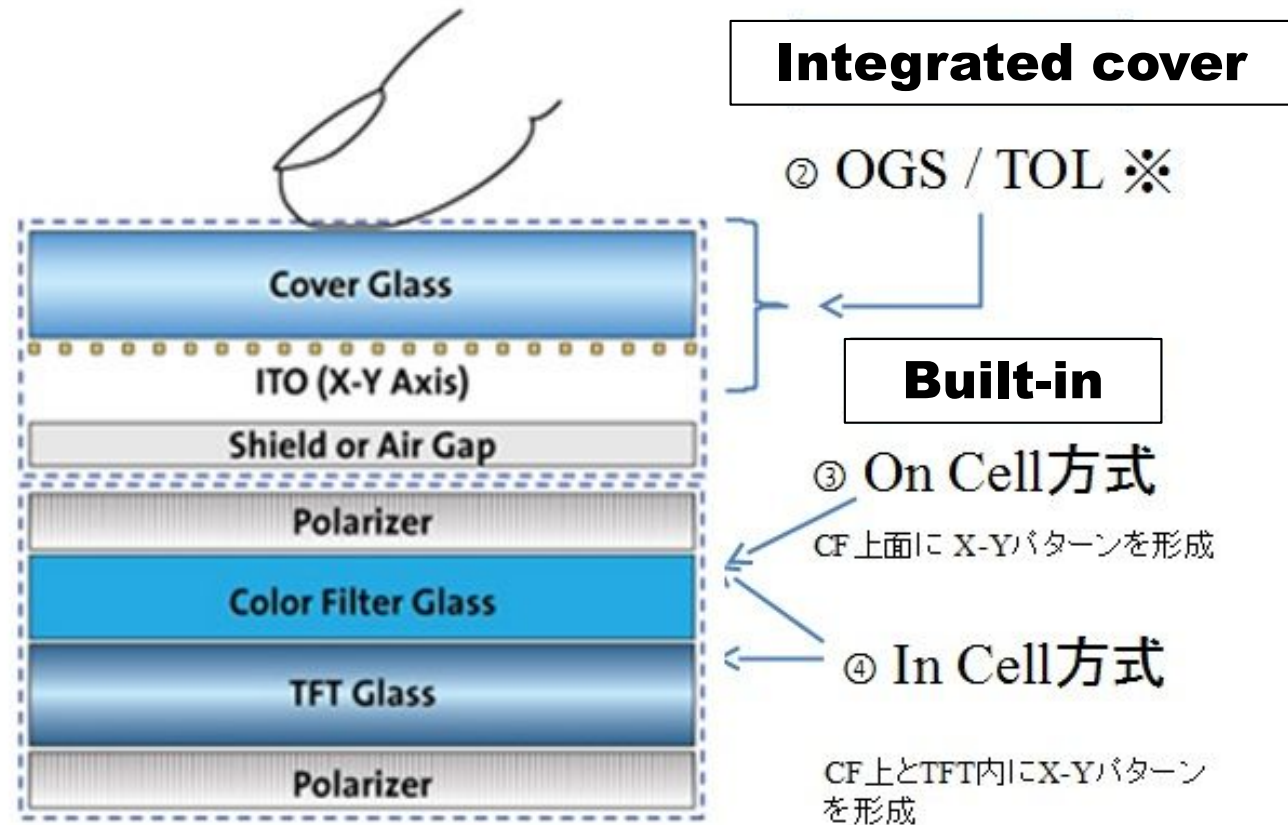 Integrated cover
② OGS / TOL ※
Cover Glass
ITO (X-Y Axis)
Shield or Air Gap
Built-in
③ On Cell方式
CF上面に X-Yパターンを形成
Polarizer
Color Filter Glass
TFT Glass
Polarizer
④ In Cell方式
CF上とTFT内にX-Yパターン
を形成